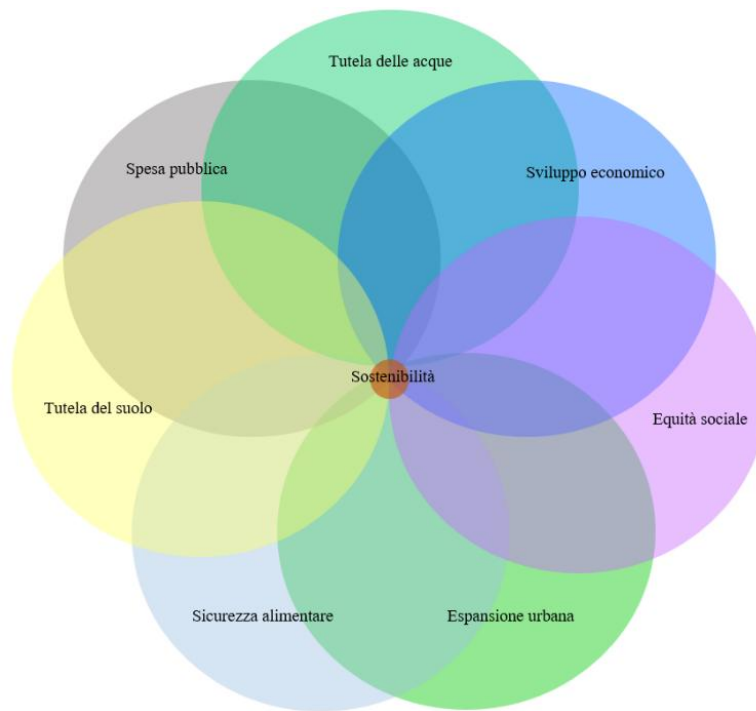 Tutela delle acque
Spesa pubblica
Sviluppo economico
Sostenibilità
Tutela del suolo
Equità sociale
Sicurezza alimentare
Espansione urbana